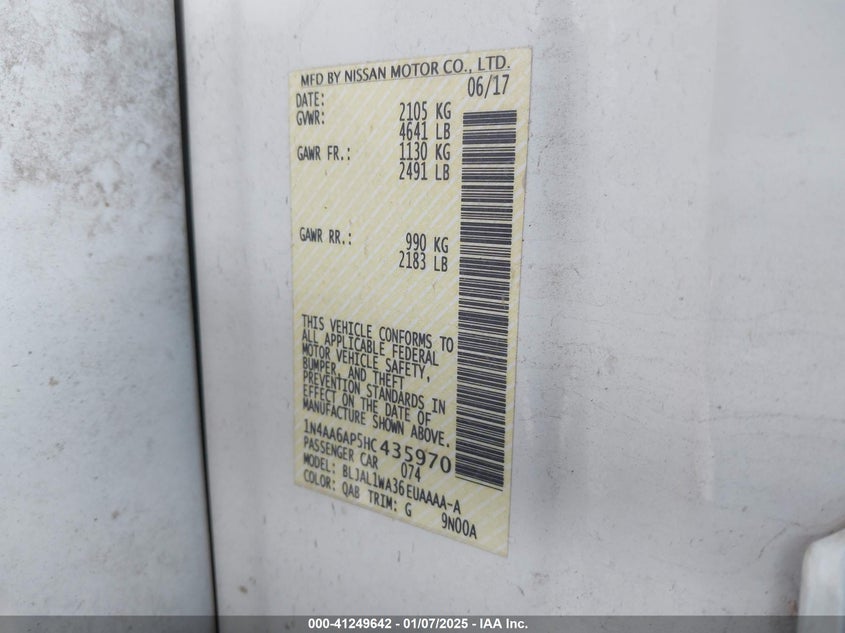 MFD BY NISSAN MOTOR CO., LTD.
DATE: 06/17
GVWR: 2105 KG
4641 LB
GAWR FR.: 1130 KG
2491 LB
GAWR RR.: 990 KG
2183 LB
THIS VEHICLE CONFORMS TO
ALL APPLICABLE FEDERAL
MOTOR VEHICLE SAFETY,
BUMPER, AND THEFT
PREVENTION STANDARDS IN
EFFECT ON THE DATE OF
MANUFACTURE SHOWN ABOVE.
1N4AA6AP5HC435970
PASSENGER CAR 074
MODEL: BLJAL1WA36EUAAAA-A
COLOR: QAB TRIM: G 9N00A
000-41249642 - 01/07/2025 - IAA Inc.